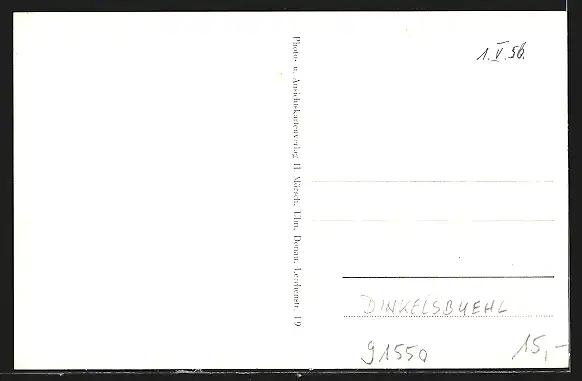 1.V.56.
Photo- u. Ansichtskartenverlag H. Mörsch, Ulm, Donau, Lerchenstr. 19
DINKELSBUEHL
91550
15,-